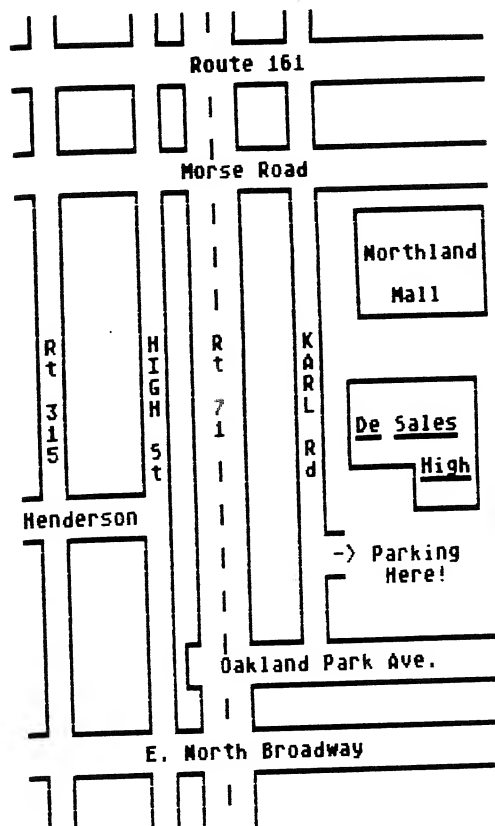 Route 161
Morse Road
Northland
Mall
Rt 315
HIGH St
Rt 71
KARL Rd
De Sales
High
Henderson
-> Parking
Here!
Oakland Park Ave.
E. North Broadway